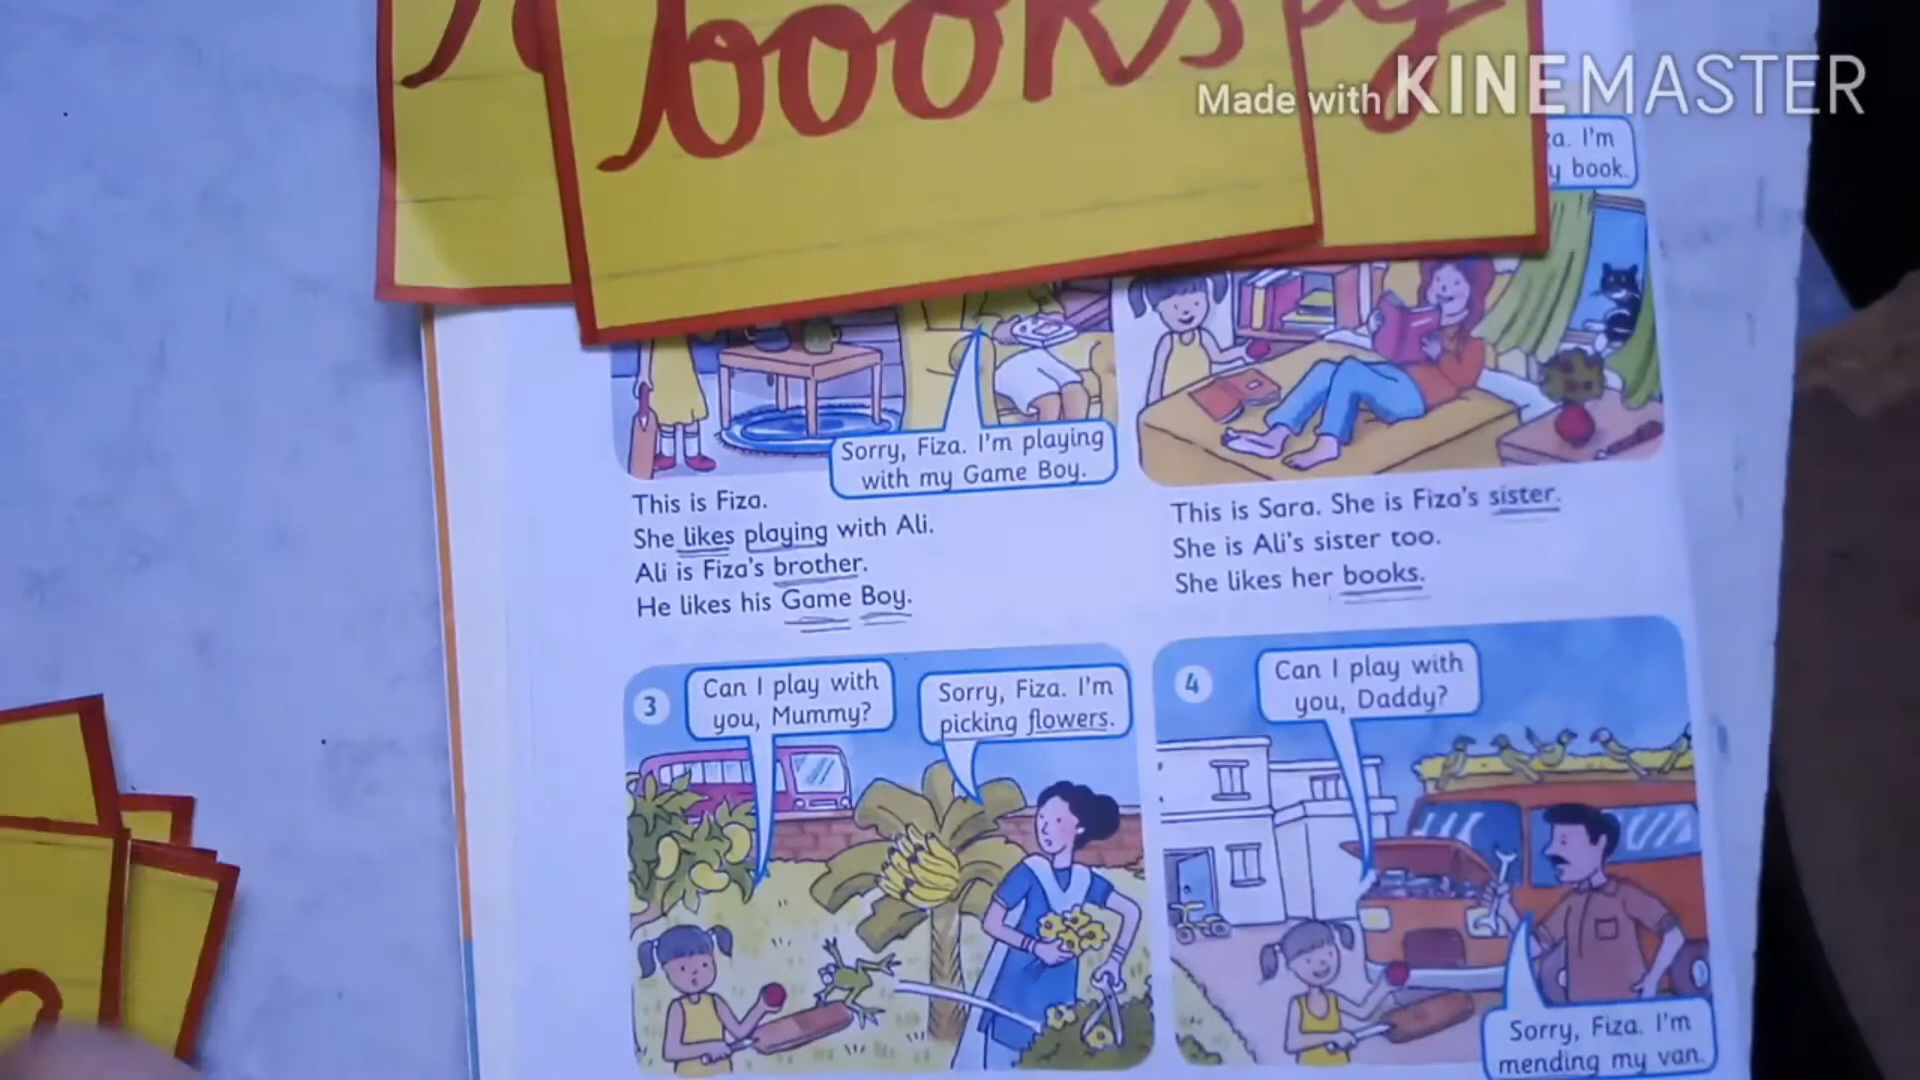 books
Made with KINEMASTER
I'm
book.
Sorry, Fiza. I'm playing
with my Game Boy.
This is Fiza.
She likes playing with Ali.
Ali is Fiza's brother.
He likes his Game Boy.
This is Sara. She is Fiza's sister.
She is Ali's sister too.
She likes her books.
3
Can I play with
you, Mummy?
Sorry, Fiza. I'm
picking flowers.
4
Can I play with
you, Daddy?
Sorry, Fiza. I'm
mending my van.